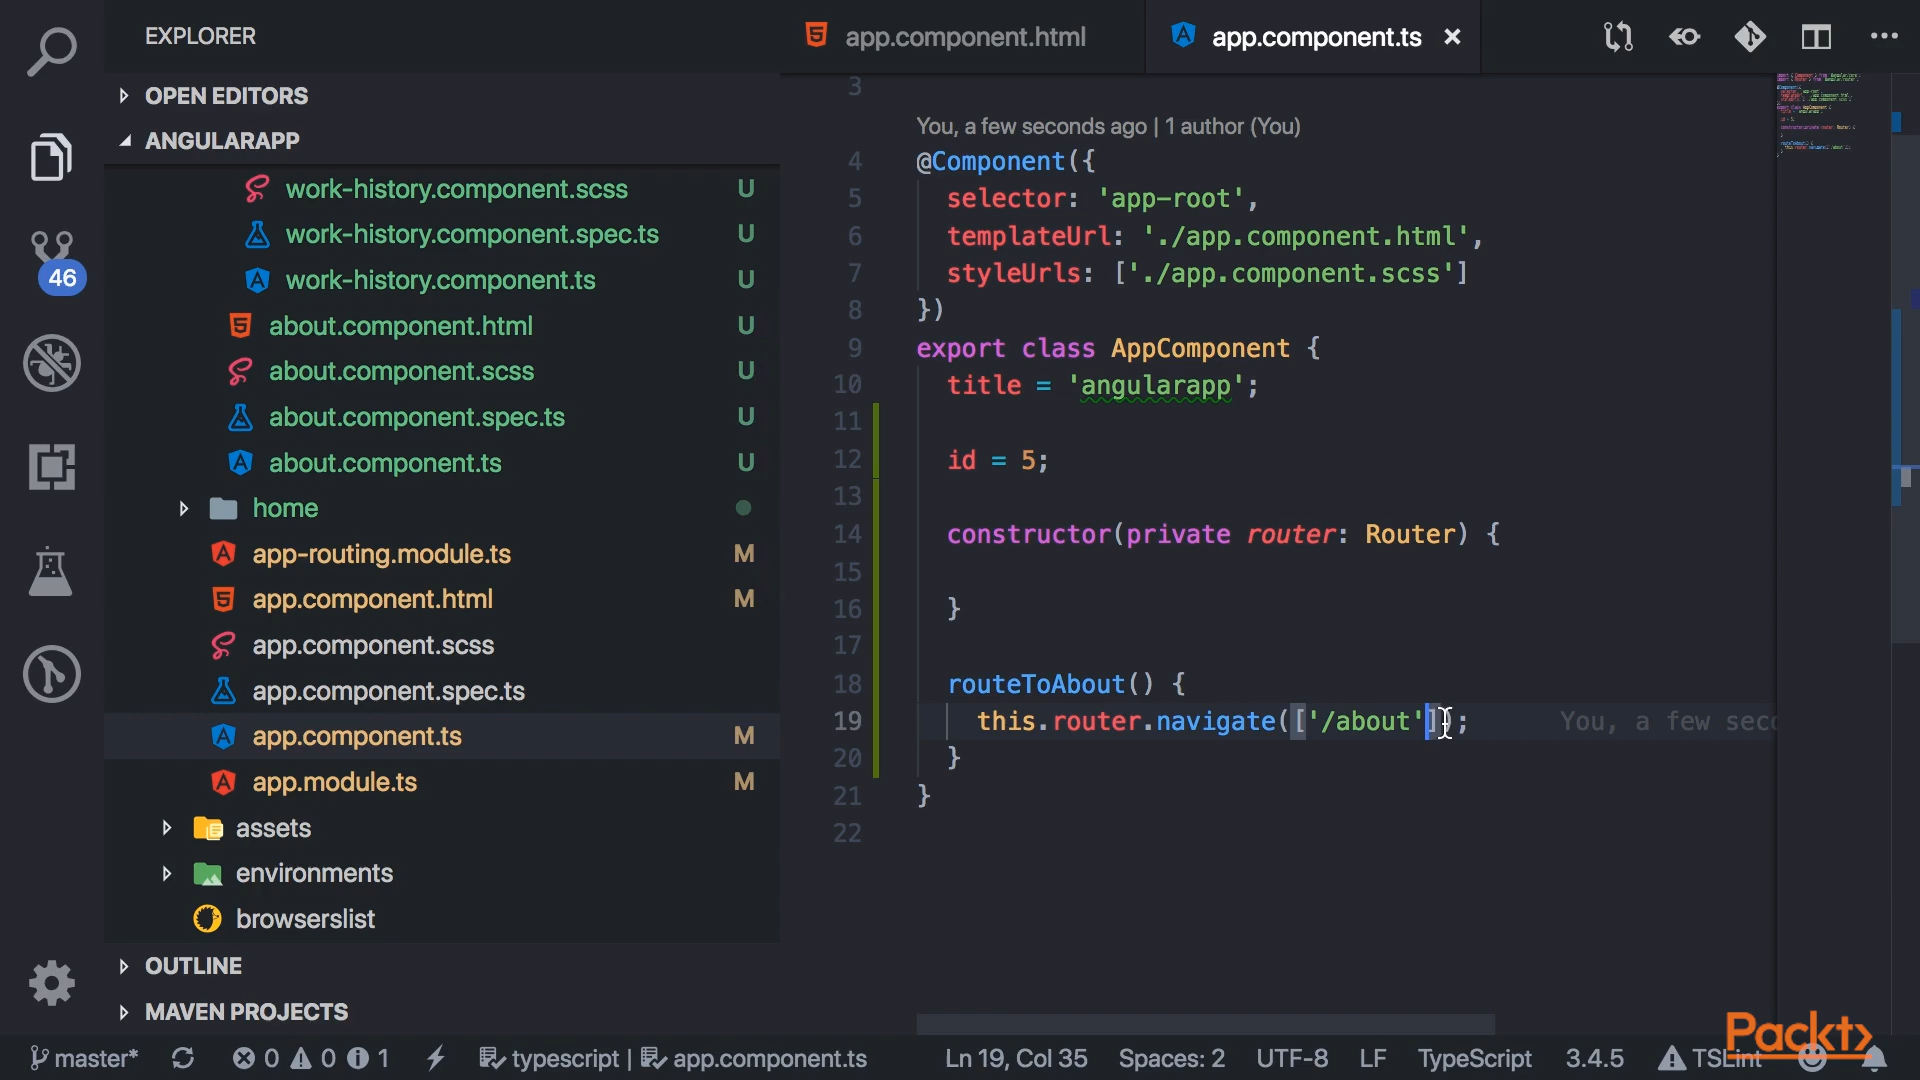 EXPLORER
app.component.html
app.component.ts
OPEN EDITORS
ANGULARAPP
work-history.component.scss U
work-history.component.spec.ts U
work-history.component.ts U
about.component.html U
about.component.scss U
about.component.spec.ts U
about.component.ts U
home
app-routing.module.ts M
app.component.html M
app.component.scss
app.component.spec.ts
app.component.ts M
app.module.ts M
assets
environments
browserslist
OUTLINE
MAVEN PROJECTS
46
3
You, a few seconds ago | 1 author (You)
4 @Component({
5 selector: 'app-root',
6 templateUrl: './app.component.html',
7 styleUrls: ['./app.component.scss']
8 })
9 export class AppComponent {
10 title = 'angularapp';
11
12 id = 5;
13
14 constructor(private router: Router) {
15
16 }
17
18 routeToAbout() {
19 this.router.navigate(['/about']); You, a few seco
20 }
21 }
22
Packt>
master* 0 0 1 typescript | app.component.ts Ln 19, Col 35 Spaces: 2 UTF-8 LF TypeScript 3.4.5 TSLint